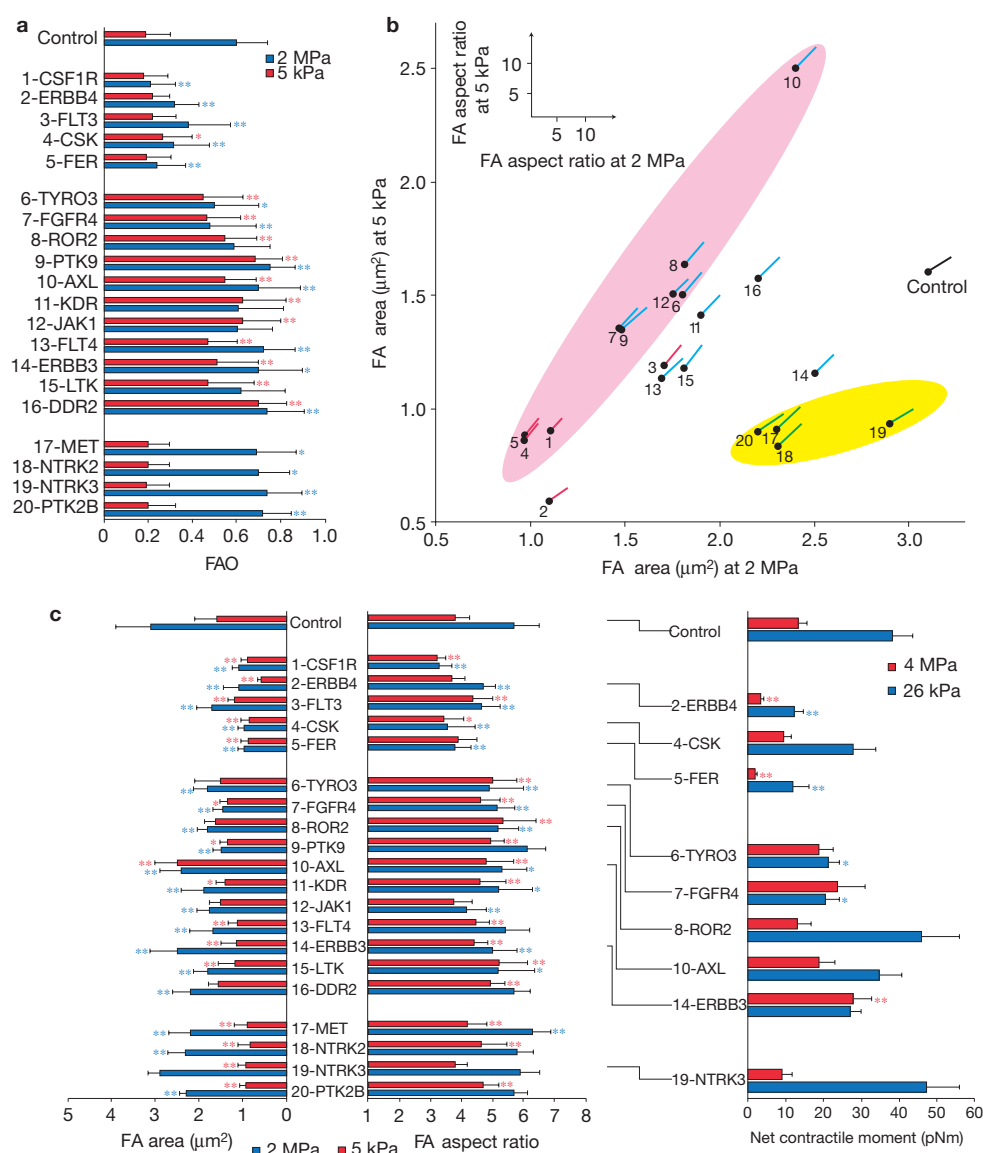 a
Control
2 MPa
5 kPa
1-CSF1R
2-ERBB4
3-FLT3
4-CSK
5-FER
6-TYRO3
7-FGFR4
8-ROR2
9-PTK9
10-AXL
11-KDR
12-JAK1
13-FLT4
14-ERBB3
15-LTK
16-DDR2
17-MET
18-NTRK2
19-NTRK3
20-PTK2B
0 0.2 0.4 0.6 0.8 1.0
FAO
b
FA area (μm²) at 5 kPa
2.5
2.0
1.5
1.0
0.5
FA aspect ratio
at 5 kPa
10
5
5 10
FA aspect ratio at 2 MPa
10
8
16
Control
12
6
11
7
9
3
13
15
14
5
4
1
20
17
18
19
2
0.5 1.0 1.5 2.0 2.5 3.0
FA area (μm²) at 2 MPa
c
Control
1-CSF1R
2-ERBB4
3-FLT3
4-CSK
5-FER
6-TYRO3
7-FGFR4
8-ROR2
9-PTK9
10-AXL
11-KDR
12-JAK1
13-FLT4
14-ERBB3
15-LTK
16-DDR2
17-MET
18-NTRK2
19-NTRK3
20-PTK2B
5 4 3 2 1 0
FA area (μm²)
1 2 3 4 5 6 7 8
FA aspect ratio
2 MPa 5 kPa
Control
4 MPa
26 kPa
2-ERBB4
4-CSK
5-FER
6-TYRO3
7-FGFR4
8-ROR2
10-AXL
14-ERBB3
19-NTRK3
0 10 20 30 40 50 60
Net contractile moment (pNm)